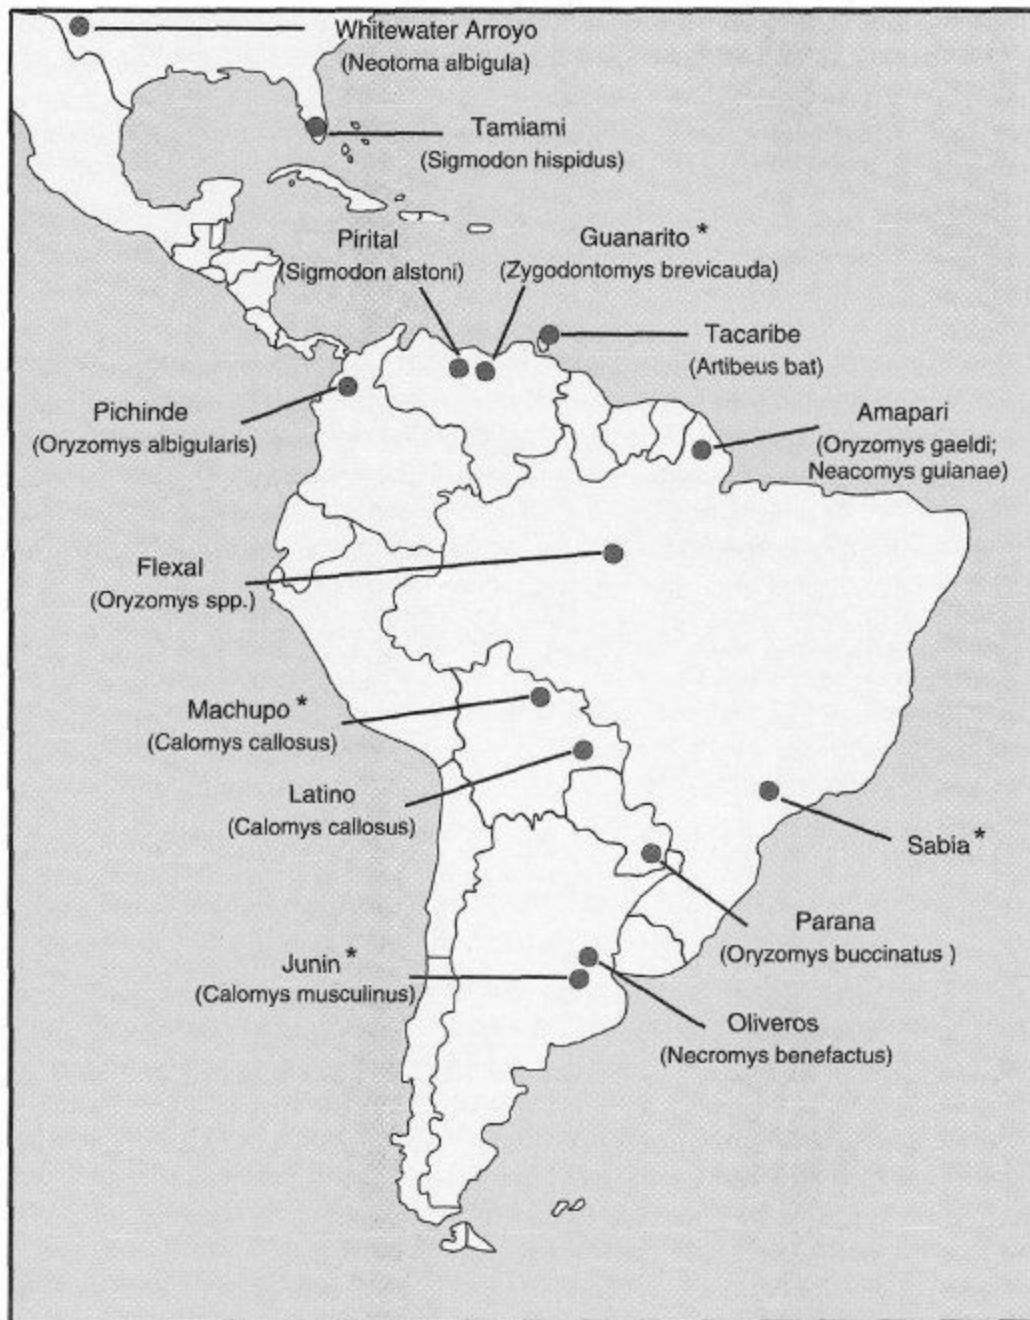 Whitewater Arroyo
(Neotoma albigula)
Tamiami
(Sigmodon hispidus)
Pirital
(Sigmodon alstoni)
Guanarito *
(Zygodontomys brevicauda)
Tacaribe
(Artibeus bat)
Pichinde
(Oryzomys albigularis)
Amapari
(Oryzomys gaeldi;
Neacomys guianae)
Flexal
(Oryzomys spp.)
Machupo *
(Calomys callosus)
Latino
(Calomys callosus)
Sabia *
Parana
(Oryzomys buccinatus )
Junin *
(Calomys musculinus)
Oliveros
(Necromys benefactus)